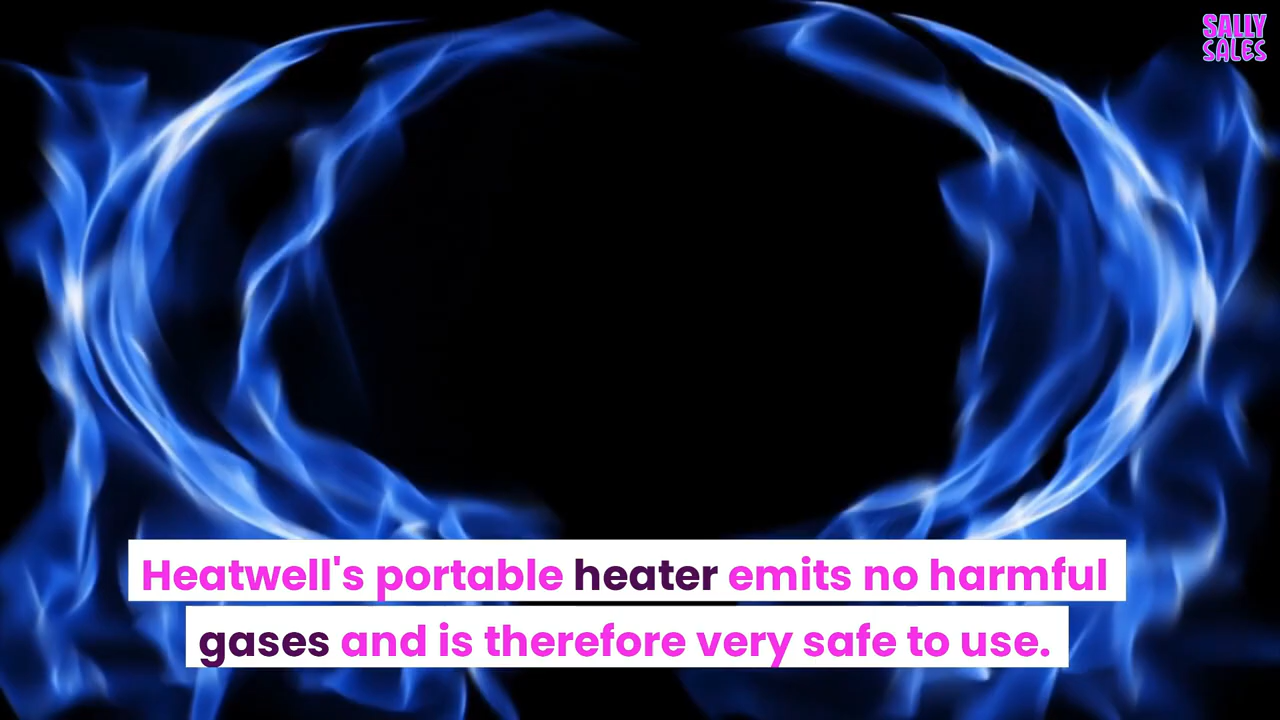 SALLY
SALES
Heatwell's portable heater emits no harmful
gases and is therefore very safe to use.